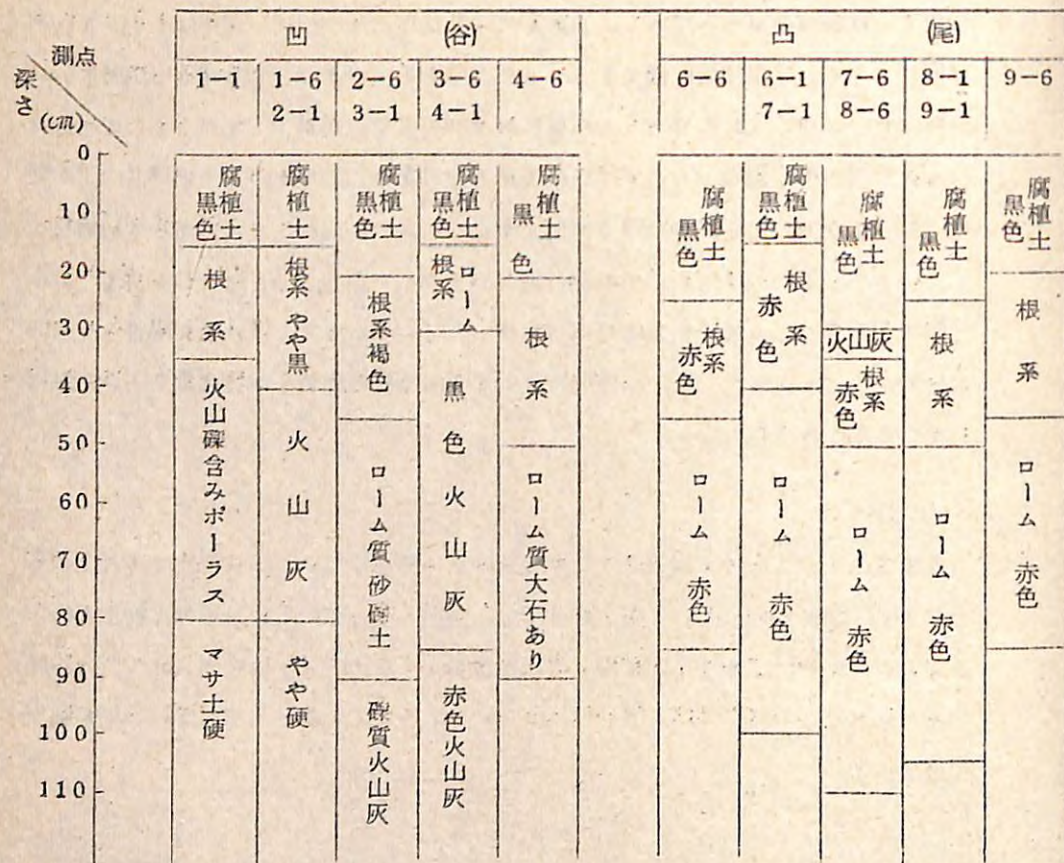 凹 (谷)
凸 (尾)
測点
深さ
(cm)
1-1
1-6
2-1
2-6
3-1
3-6
4-1
4-6
6-6
6-1
7-1
7-6
8-6
8-1
9-1
9-6
0
10
20
30
40
50
60
70
80
90
100
110
腐植土
黒色
根系
火山礫含みポーラス
マサ土硬
腐植土
根系やや黒
火山灰
やや硬
腐植土
黒色
根系褐色
ローム質砂礫土
礫質火山灰
腐植土
黒色
ローム
根系
黒色火山灰
赤色火山灰
腐植土
黒色
根系
ローム質大石あり
腐植土
黒色
根系
赤色
ローム 赤色
腐植土
黒色
根系
赤色
ローム 赤色
腐植土
黒色
火山灰
根系
赤色
ローム 赤色
腐植土
黒色
根系
ローム 赤色
腐植土
黒色
根系
ローム 赤色